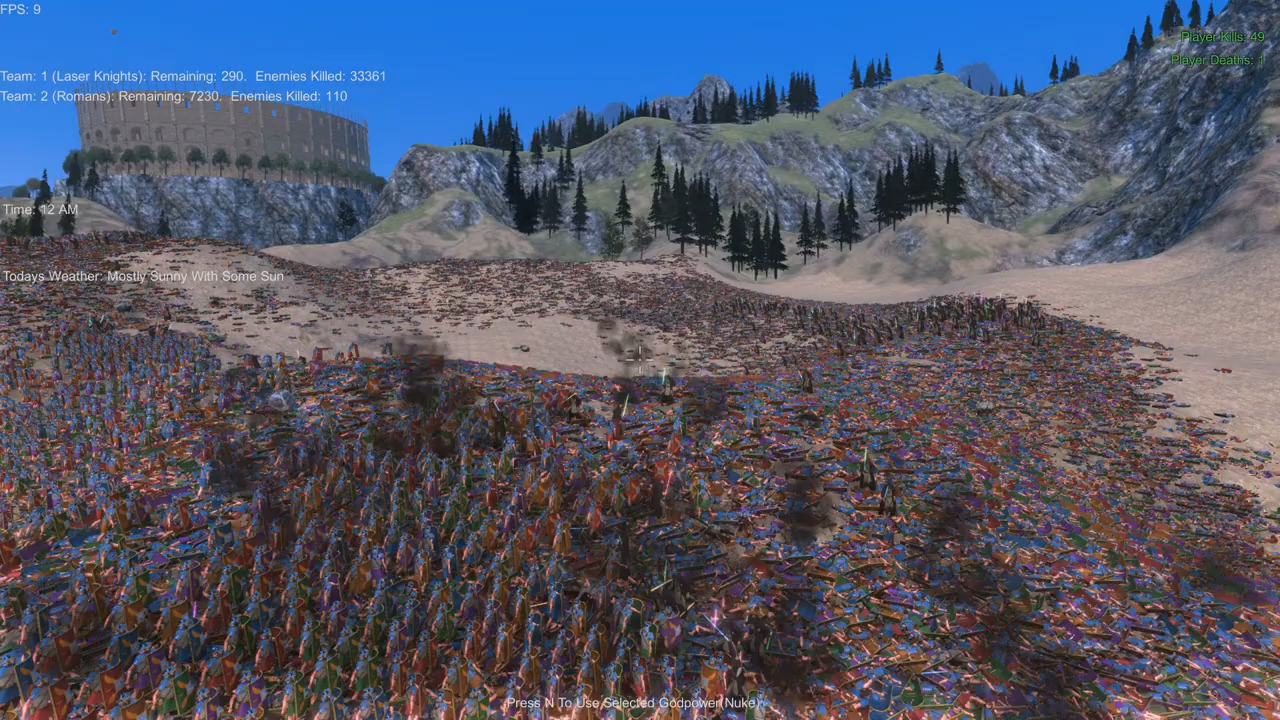 FPS: 9
Player Kills: 49
Player Deaths: 1
Team: 1 (Laser Knights): Remaining: 290. Enemies Killed: 33361
Team: 2 (Romans): Remaining: 7230. Enemies Killed: 110
Time: 12 AM
Todays Weather: Mostly Sunny With Some Sun
Press N To Use Selected Godpower(Nuke)